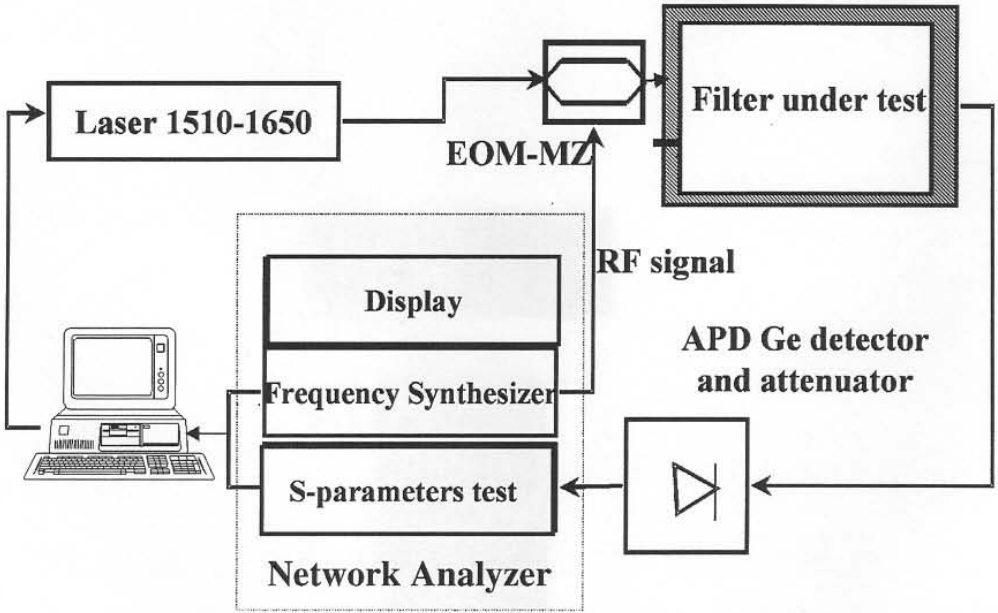 Laser 1510-1650
EOM-MZ
Filter under test
RF signal
Display
Frequency Synthesizer
S-parameters test
Network Analyzer
APD Ge detector
and attenuator